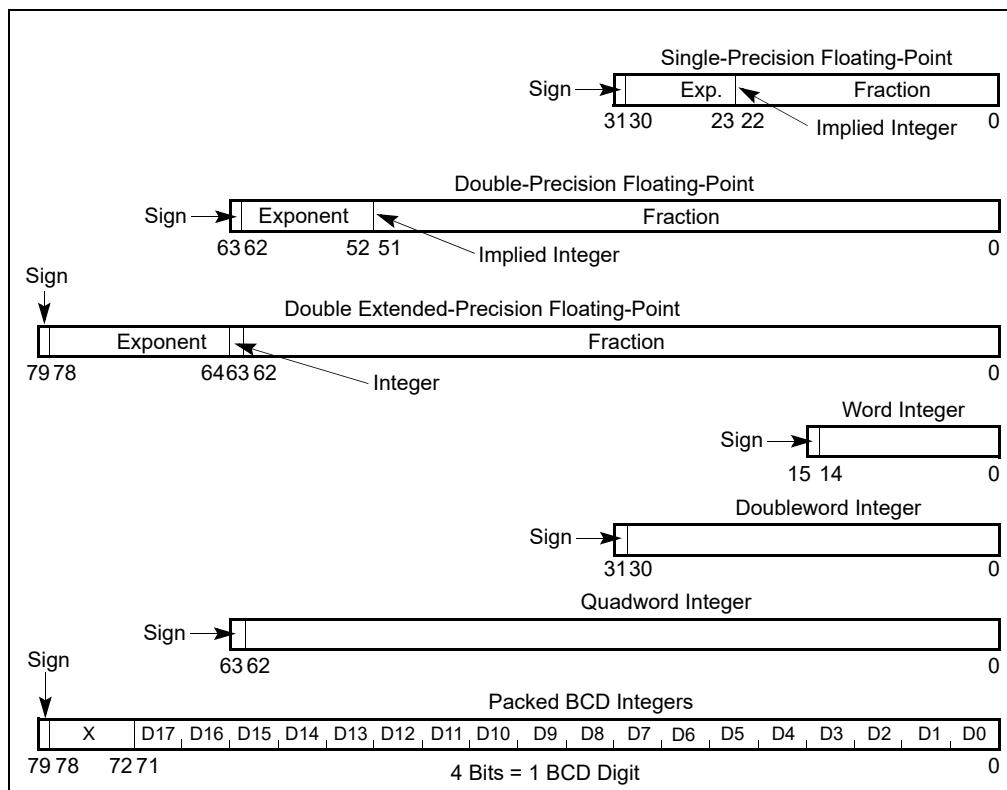 Single-Precision Floating-Point
Sign Exp. Fraction
31 30 23 22 0
Implied Integer
Double-Precision Floating-Point
Sign Exponent Fraction
63 62 52 51 0
Implied Integer
Sign
Double Extended-Precision Floating-Point
Exponent Fraction
79 78 64 63 62 0
Integer
Word Integer
Sign
15 14 0
Doubleword Integer
Sign
31 30 0
Quadword Integer
Sign
63 62 0
Sign
Packed BCD Integers
X D17 D16 D15 D14 D13 D12 D11 D10 D9 D8 D7 D6 D5 D4 D3 D2 D1 D0
79 78 72 71 0
4 Bits = 1 BCD Digit